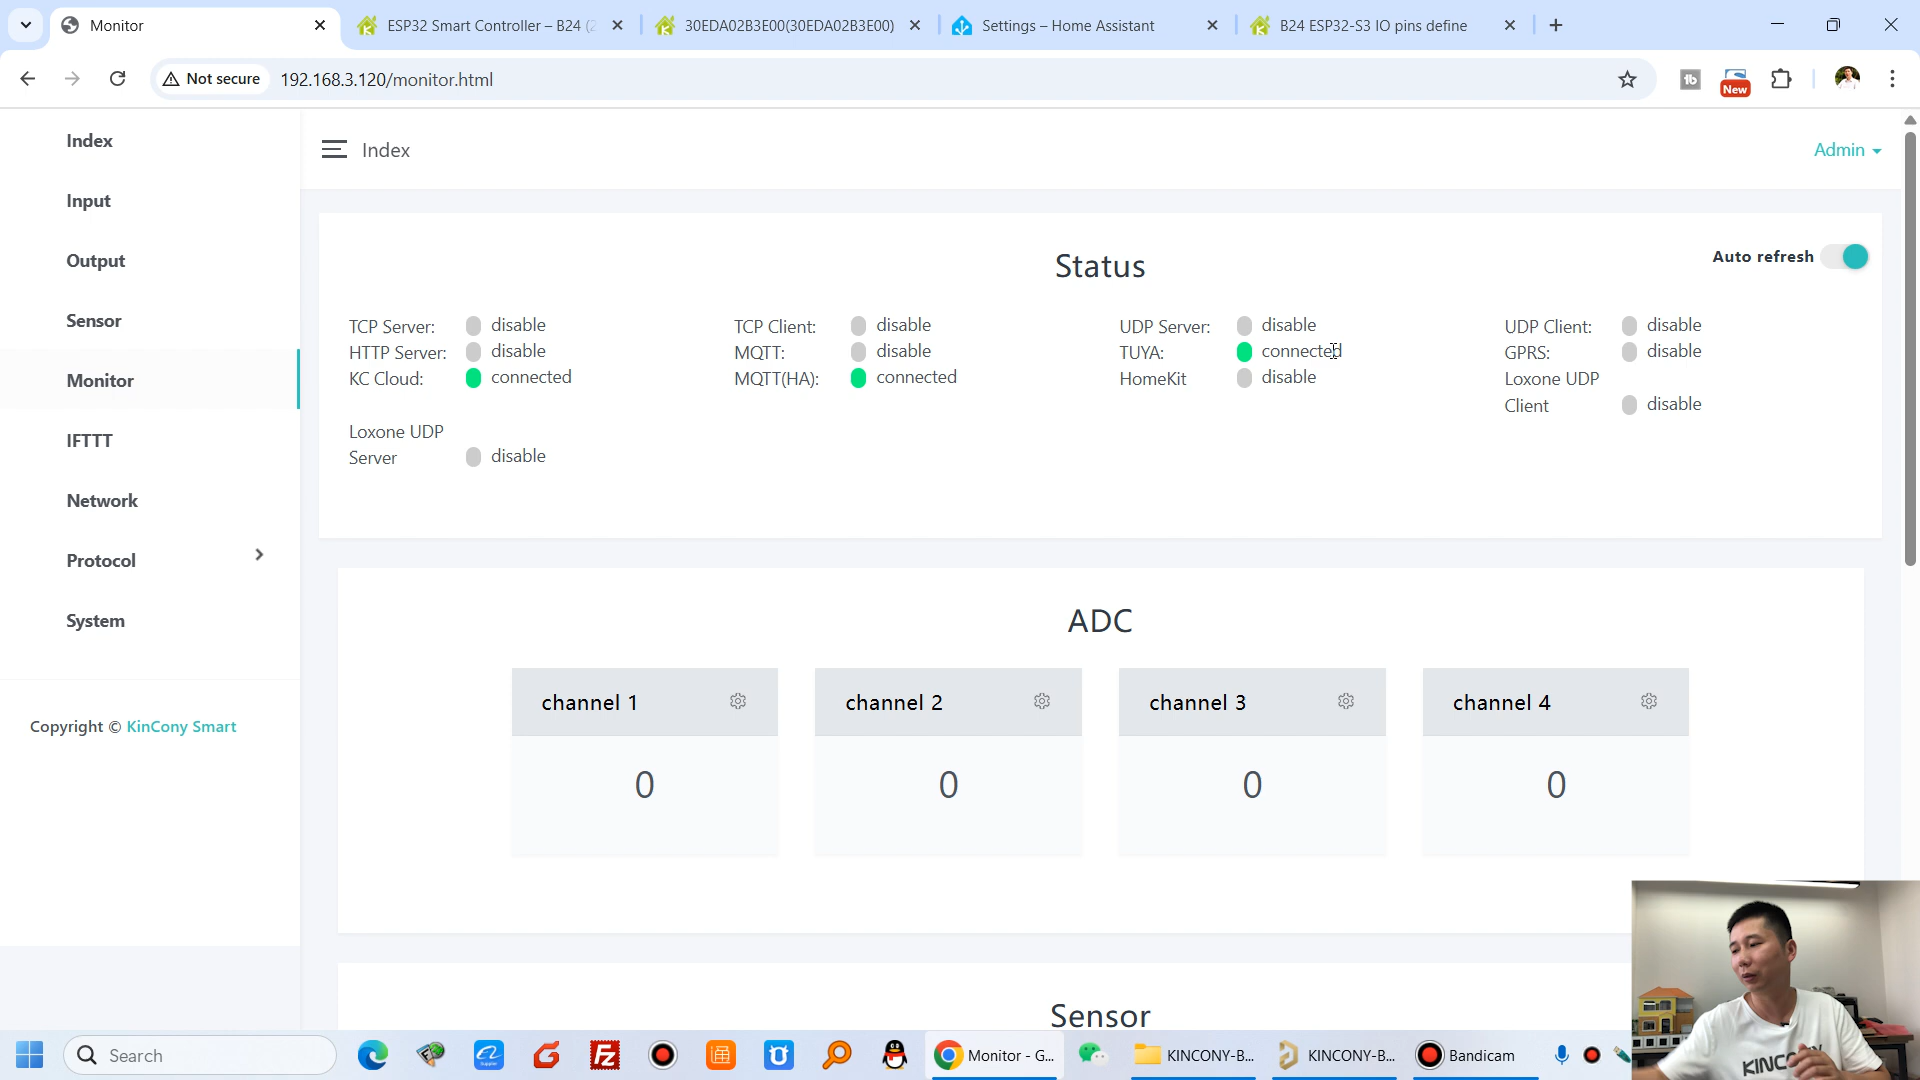 Monitor
ESP32 Smart Controller – B24 (2
30EDA02B3E00(30EDA02B3E00)
Settings – Home Assistant
B24 ESP32-S3 IO pins define
Not secure
192.168.3.120/monitor.html
New
Index
Input
Output
Sensor
Monitor
IFTTT
Network
Protocol
System
Copyright © KinCony Smart
Index
Admin
Status
Auto refresh
TCP Server: disable
HTTP Server: disable
KC Cloud: connected
Loxone UDP
Server disable
TCP Client: disable
MQTT: disable
MQTT(HA): connected
UDP Server: disable
TUYA: connected
HomeKit disable
UDP Client: disable
GPRS: disable
Loxone UDP
Client disable
ADC
channel 1
channel 2
channel 3
channel 4
0
0
0
0
Sensor
Search
Monitor - G...
KINCONY-B...
KINCONY-B...
Bandicam